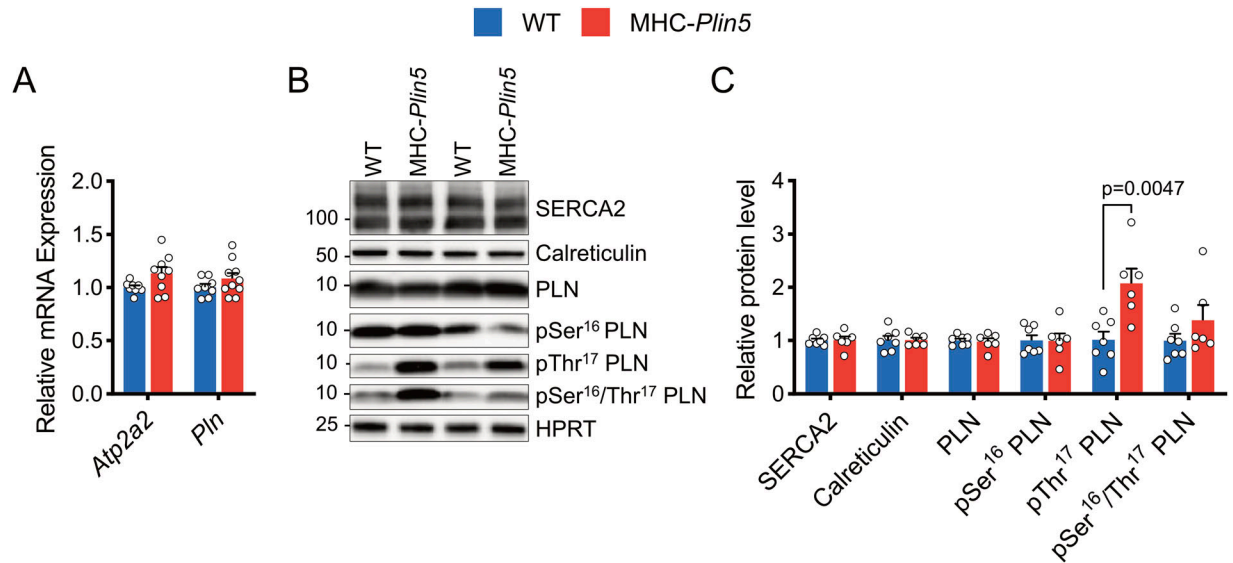 WT MHC-Plin5
A
Relative mRNA Expression
2.0
1.5
1.0
0.5
0.0
Atp2a2
Pln
B
WT
MHC-Plin5
WT
MHC-Plin5
100
SERCA2
50
Calreticulin
10
PLN
10
pSer¹⁶ PLN
10
pThr¹⁷ PLN
10
pSer¹⁶/Thr¹⁷ PLN
25
HPRT
C
Relative protein level
4
3
2
1
0
p=0.0047
SERCA2
Calreticulin
PLN
pSer¹⁶ PLN
pThr¹⁷ PLN
pSer¹⁶/Thr¹⁷ PLN